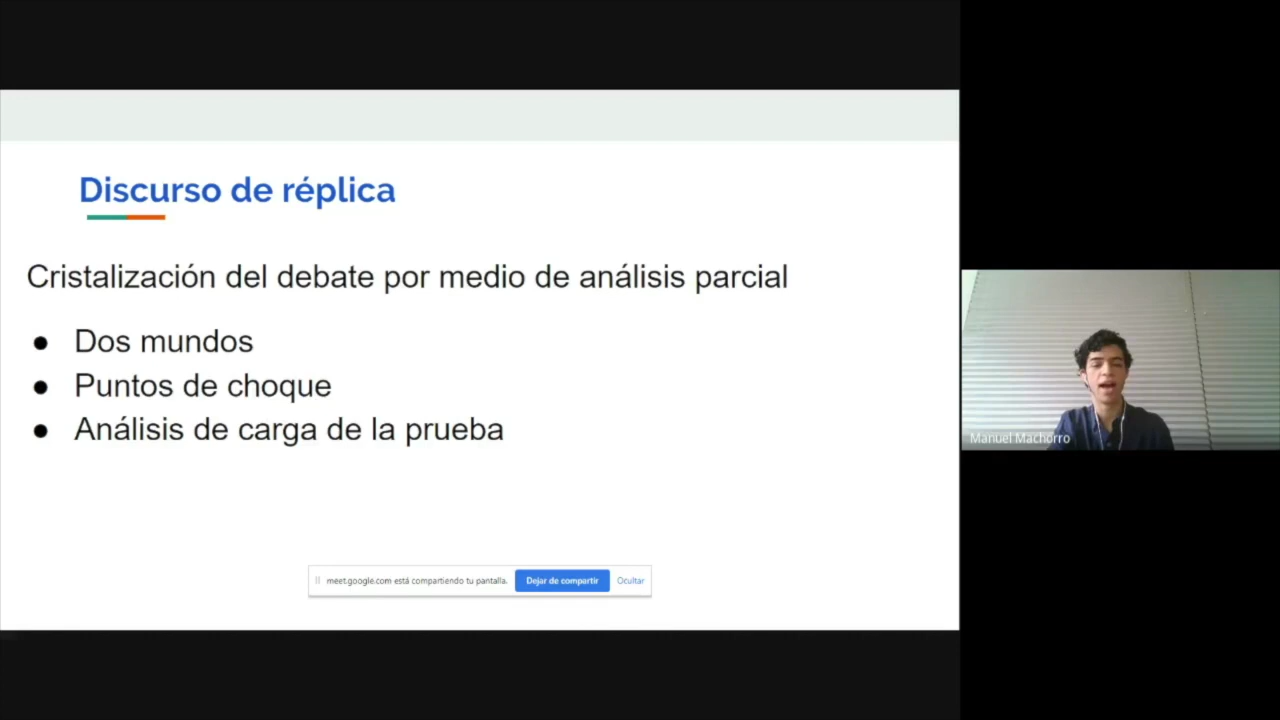 Discurso de réplica
Cristalización del debate por medio de análisis parcial
● Dos mundos
● Puntos de choque
● Análisis de carga de la prueba
meet.google.com está compartiendo tu pantalla. Dejar de compartir Ocultar
Manuel Machorro